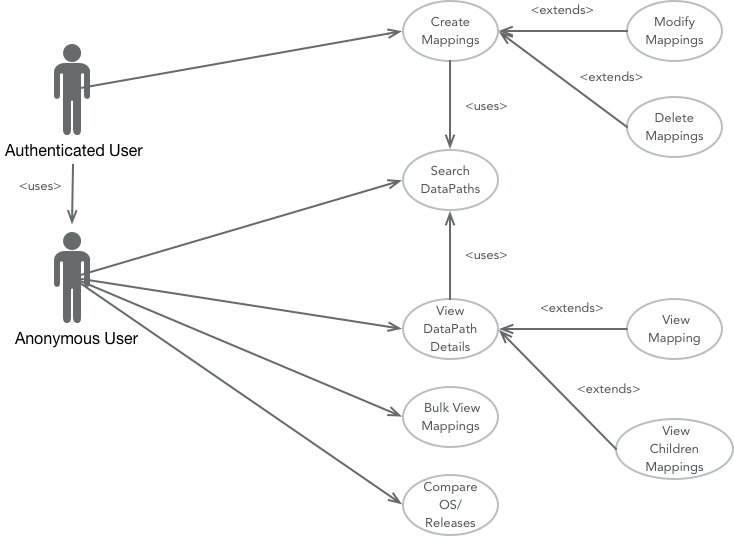 <extends>
Create
Mappings
Modify
Mappings
<extends>
<uses>
Delete
Mappings
Authenticated User
<uses>
Search
DataPaths
<uses>
Anonymous User
View
DataPath
Details
<extends>
View
Mapping
<extends>
Bulk View
Mappings
View
Children
Mappings
Compare
OS/
Releases